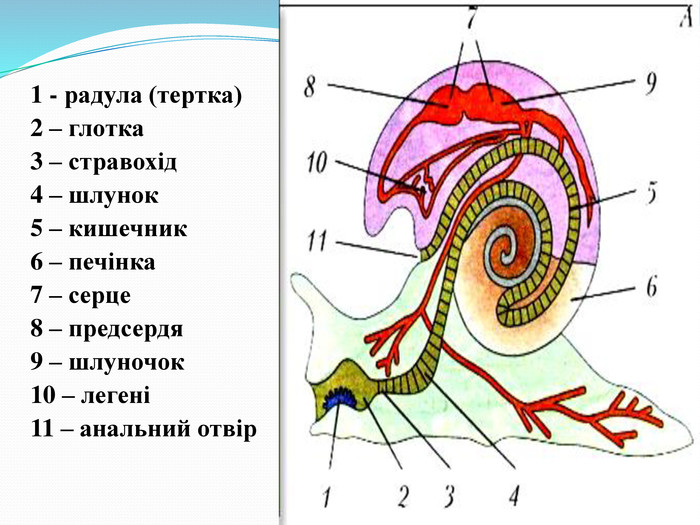 1 - радула (тертка)
2 – глотка
3 – стравохід
4 – шлунок
5 – кишечник
6 – печінка
7 – серце
8 – предсердя
9 – шлуночок
10 – легені
11 – анальний отвір
7 А
8 9
10
5
11
6
1 2 3 4